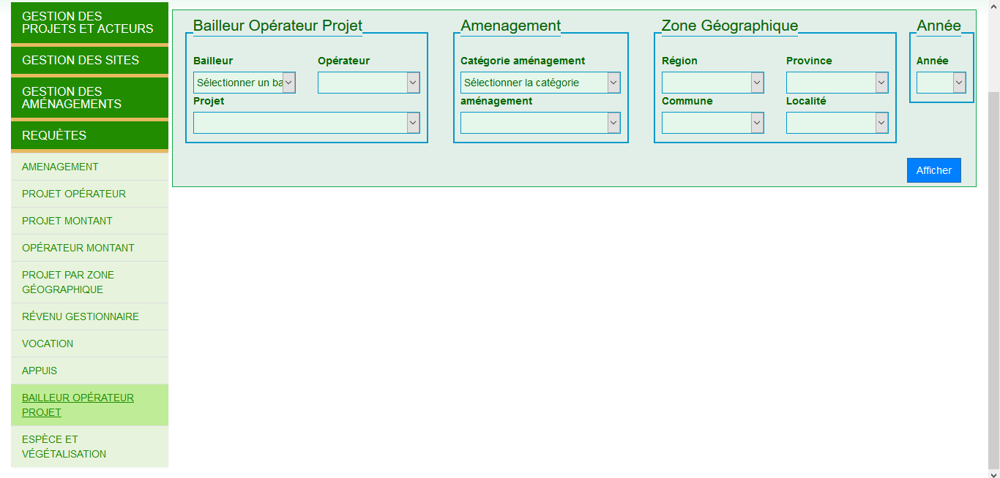 GESTION DES
PROJETS ET ACTEURS
GESTION DES SITES
GESTION DES
AMÉNAGEMENTS
REQUÈTES
AMENAGEMENT
PROJET OPÉRATEUR
PROJET MONTANT
OPÉRATEUR MONTANT
PROJET PAR ZONE
GÉOGRAPHIQUE
RÉVENU GESTIONNAIRE
VOCATION
APPUIS
BAILLEUR OPÉRATEUR
PROJET
ESPÈCE ET
VÉGÉTALISATION
Bailleur Opérateur Projet
Bailleur Opérateur
Sélectionner un ba
Projet
Amenagement
Catégorie aménagement
Sélectionner la catégorie
aménagement
Zone Géographique
Région Province
Commune Localité
Année
Année
Afficher